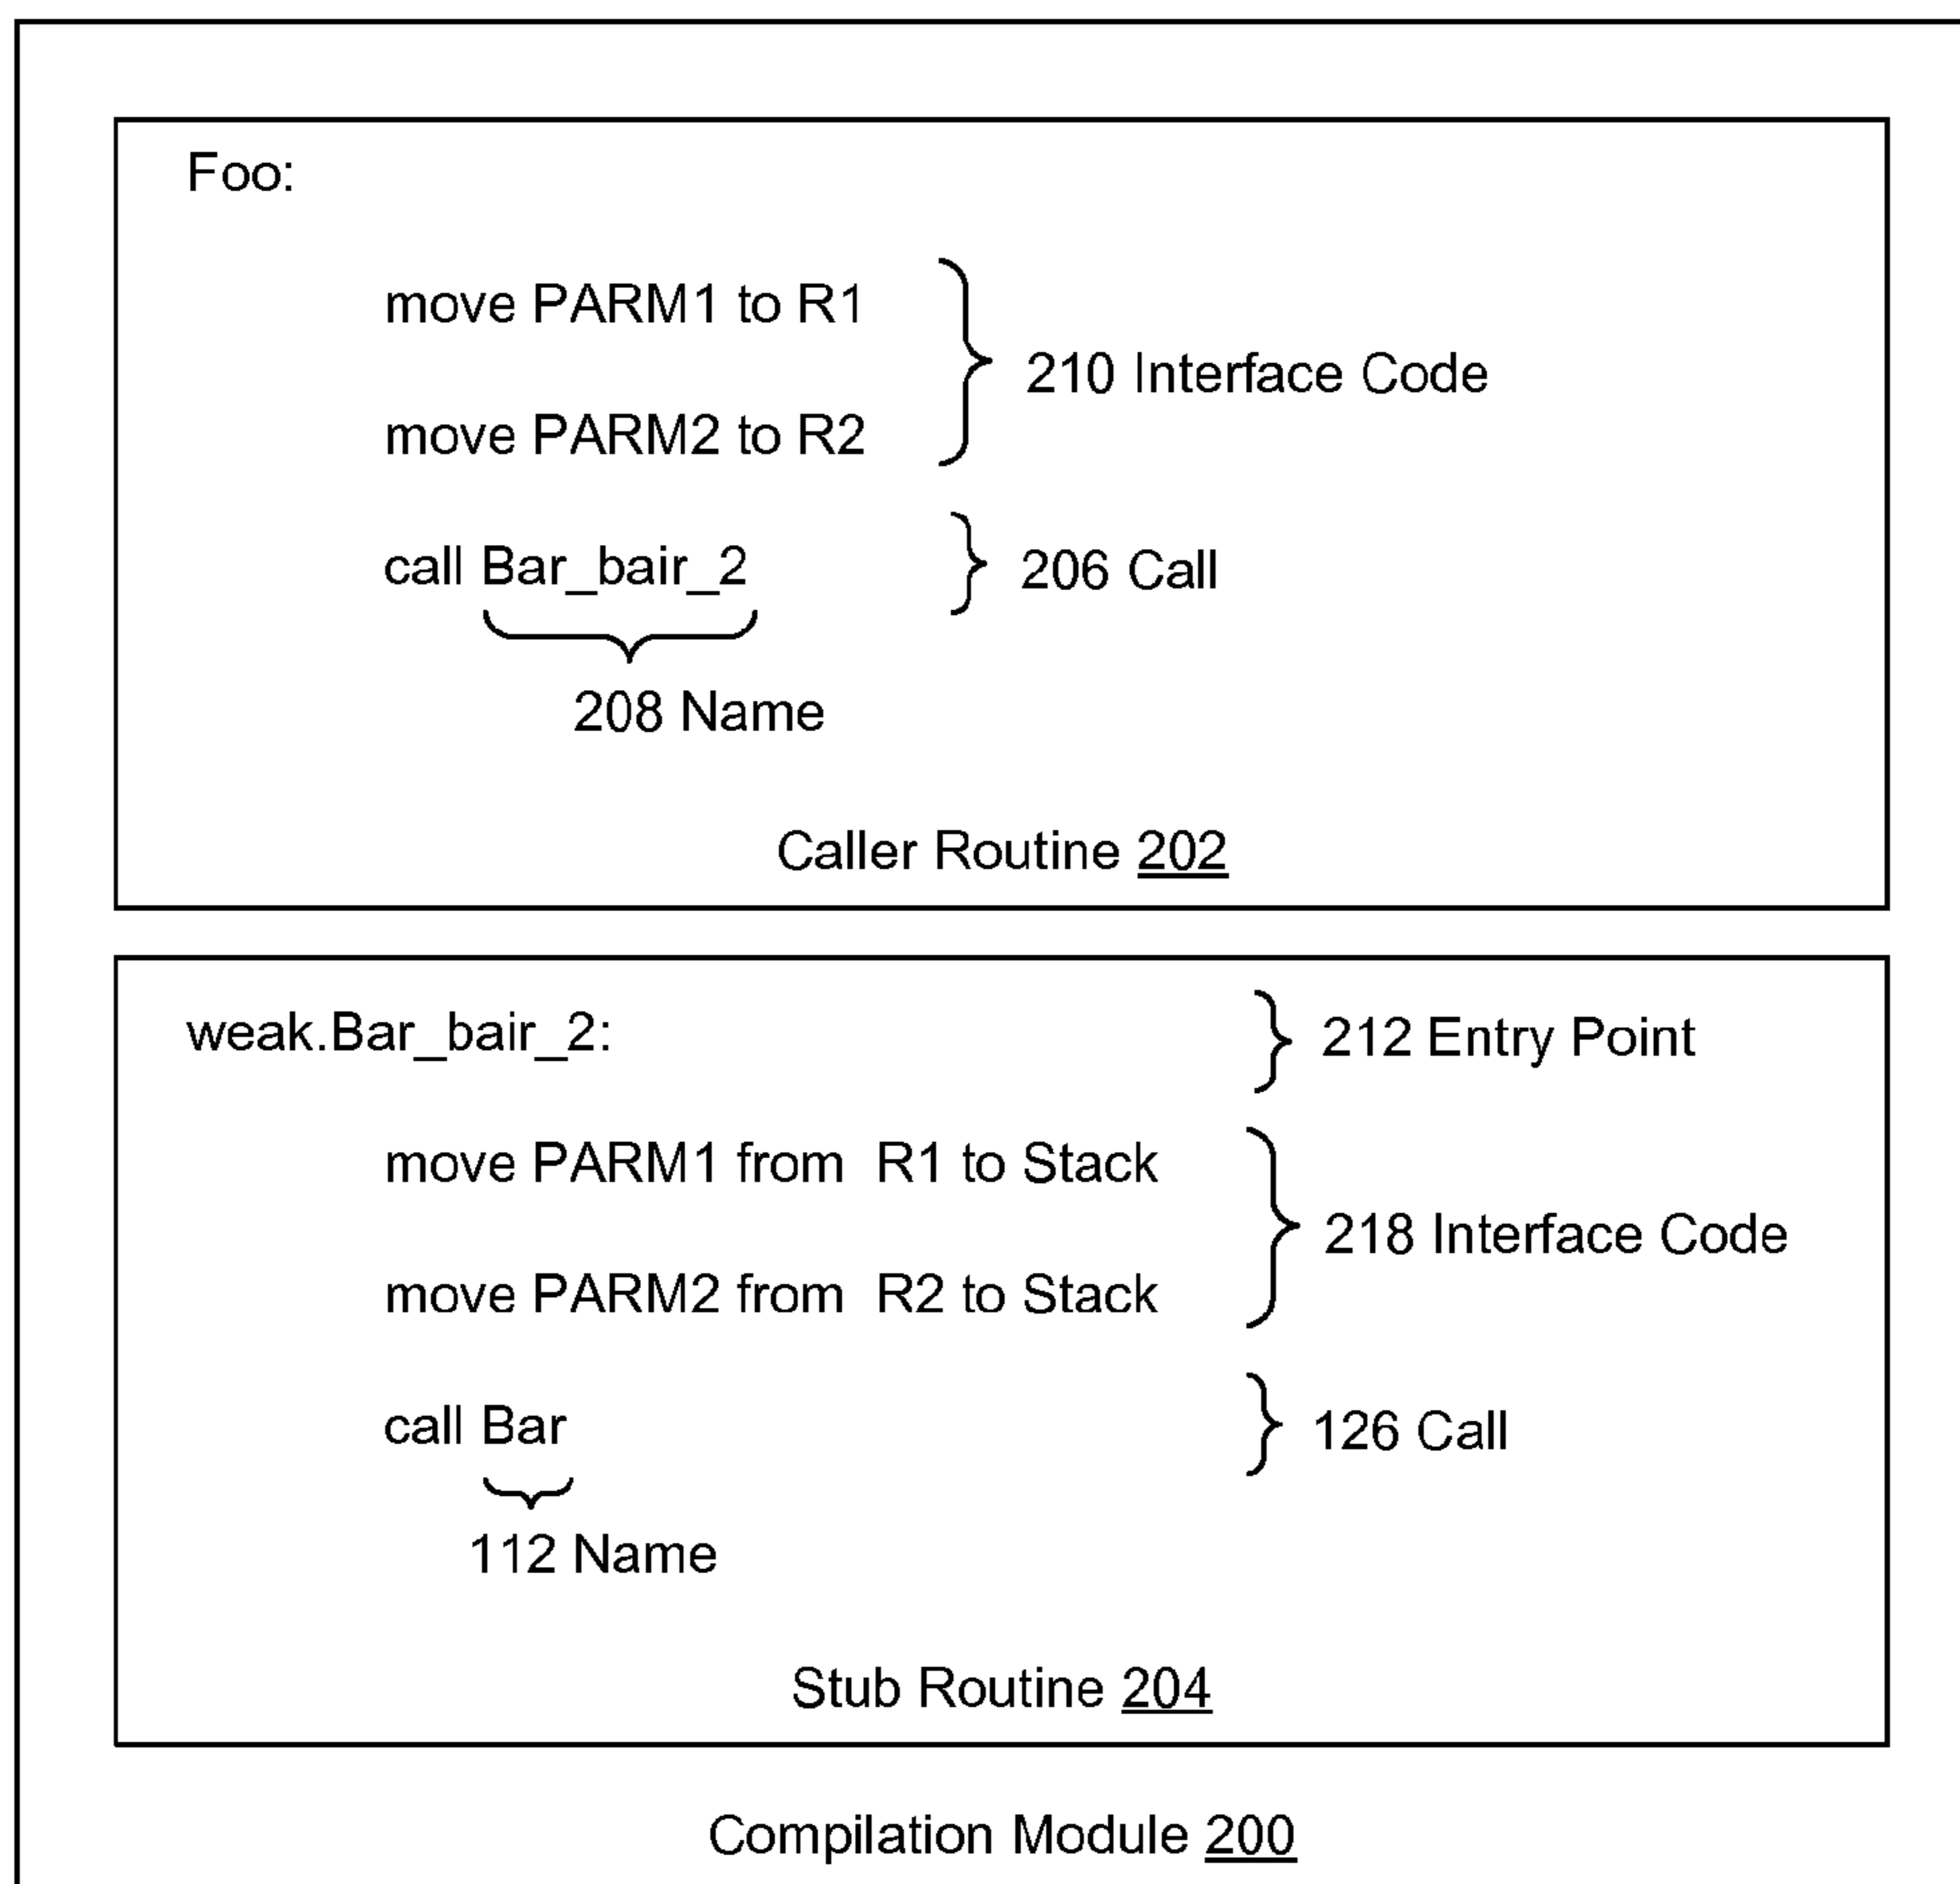 Foo:
move PARM1 to R1
210 Interface Code
move PARM2 to R2
call Bar_bair_2
206 Call
208 Name
Caller Routine 202
weak.Bar_bair_2:
212 Entry Point
move PARM1 from R1 to Stack
218 Interface Code
move PARM2 from R2 to Stack
call Bar
126 Call
112 Name
Stub Routine 204
Compilation Module 200